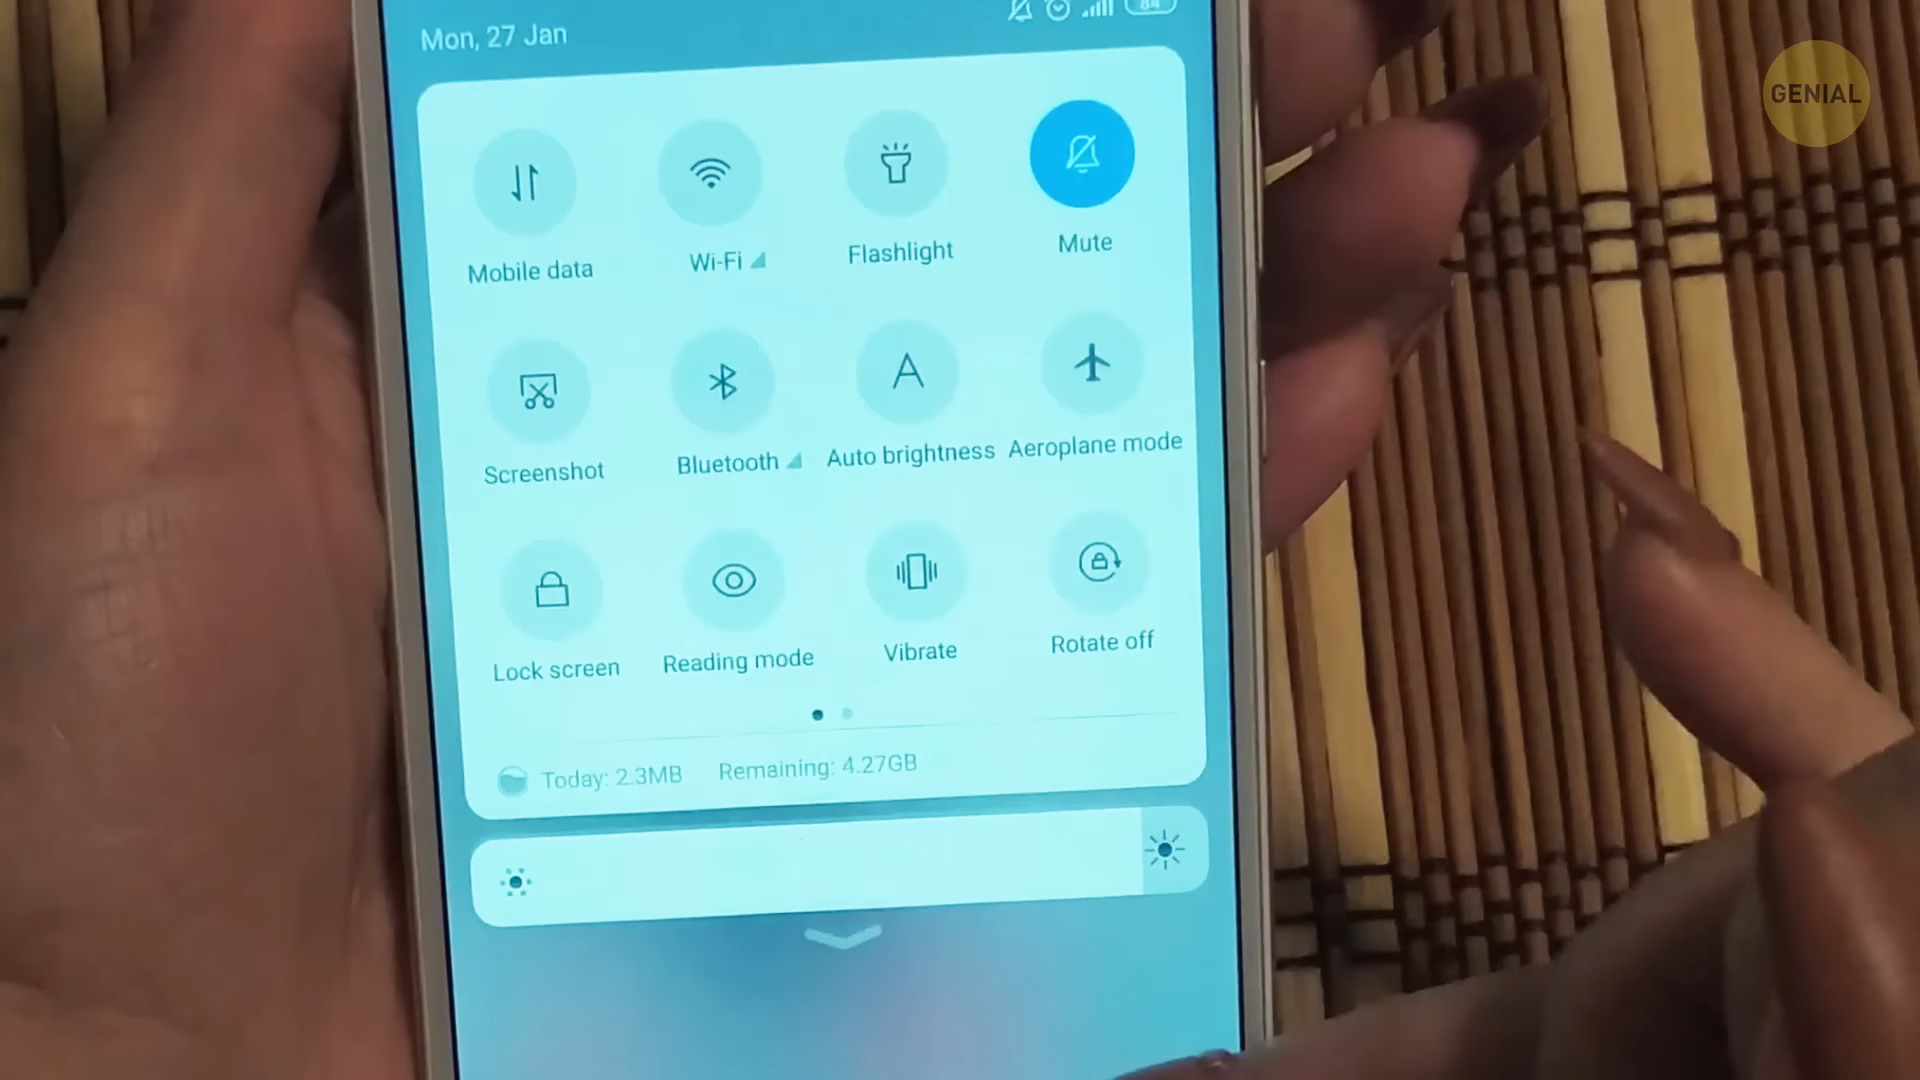 Mon, 27 Jan
84
GENIAL
Mobile data
Wi-Fi
Flashlight
Mute
Screenshot
Bluetooth
Auto brightness
Aeroplane mode
Lock screen
Reading mode
Vibrate
Rotate off
Today: 2.3MB Remaining: 4.27GB